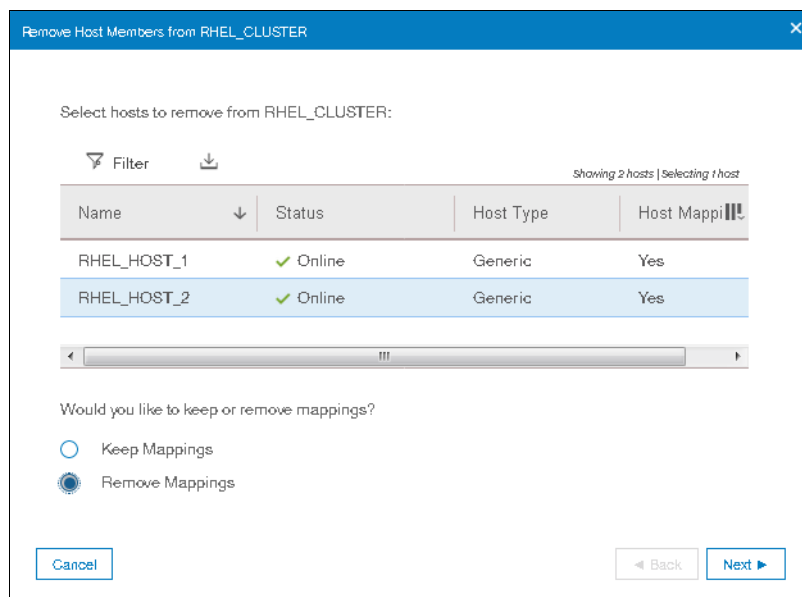 Remove Host Members from RHEL_CLUSTER
Select hosts to remove from RHEL_CLUSTER:
Filter
Showing 2 hosts | Selecting 1 host
Name Status Host Type Host Mappi
RHEL_HOST_1 Online Generic Yes
RHEL_HOST_2 Online Generic Yes
Would you like to keep or remove mappings?
Keep Mappings
Remove Mappings
Cancel Back Next